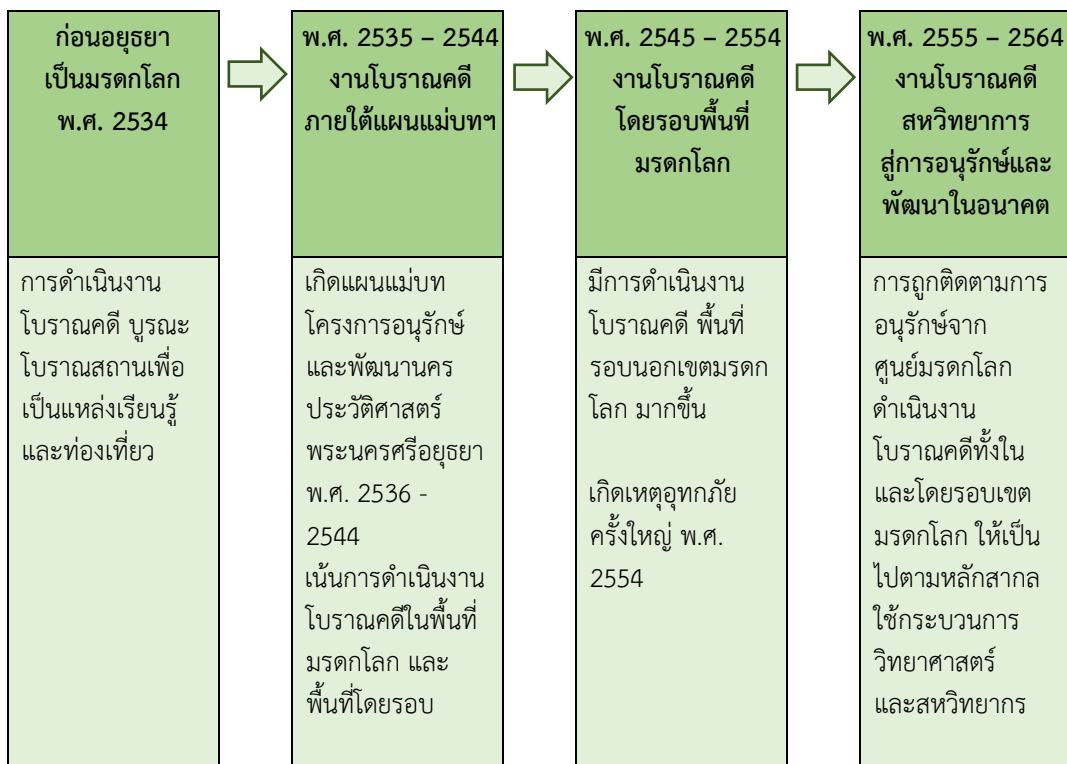 ก่อนอยุธยา
เป็นมรดกโลก
พ.ศ. 2534
การดำเนินงาน
โบราณคดี บูรณะ
โบราณสถานเพื่อ
เป็นแหล่งเรียนรู้
และท่องเที่ยว
พ.ศ. 2535 – 2544
งานโบราณคดี
ภายใต้แผนแม่บทฯ
เกิดแผนแม่บท
โครงการอนุรักษ์
และพัฒนานคร
ประวัติศาสตร์
พระนครศรีอยุธยา
พ.ศ. 2536 -
2544
เน้นการดำเนินงาน
โบราณคดีในพื้นที่
มรดกโลก และ
พื้นที่โดยรอบ
พ.ศ. 2545 – 2554
งานโบราณคดี
โดยรอบพื้นที่
มรดกโลก
มีการดำเนินงาน
โบราณคดี พื้นที่
รอบนอกเขตมรดก
โลก มากขึ้น
เกิดเหตุอุทกภัย
ครั้งใหญ่ พ.ศ.
2554
พ.ศ. 2555 – 2564
งานโบราณคดี
สหวิทยาการ
สู่การอนุรักษ์และ
พัฒนาในอนาคต
การถูกติดตามการ
อนุรักษ์จาก
ศูนย์มรดกโลก
ดำเนินงาน
โบราณคดีทั้งใน
และโดยรอบเขต
มรดกโลก ให้เป็น
ไปตามหลักสากล
ใช้กระบวนการ
วิทยาศาสตร์
และสหวิทยากร